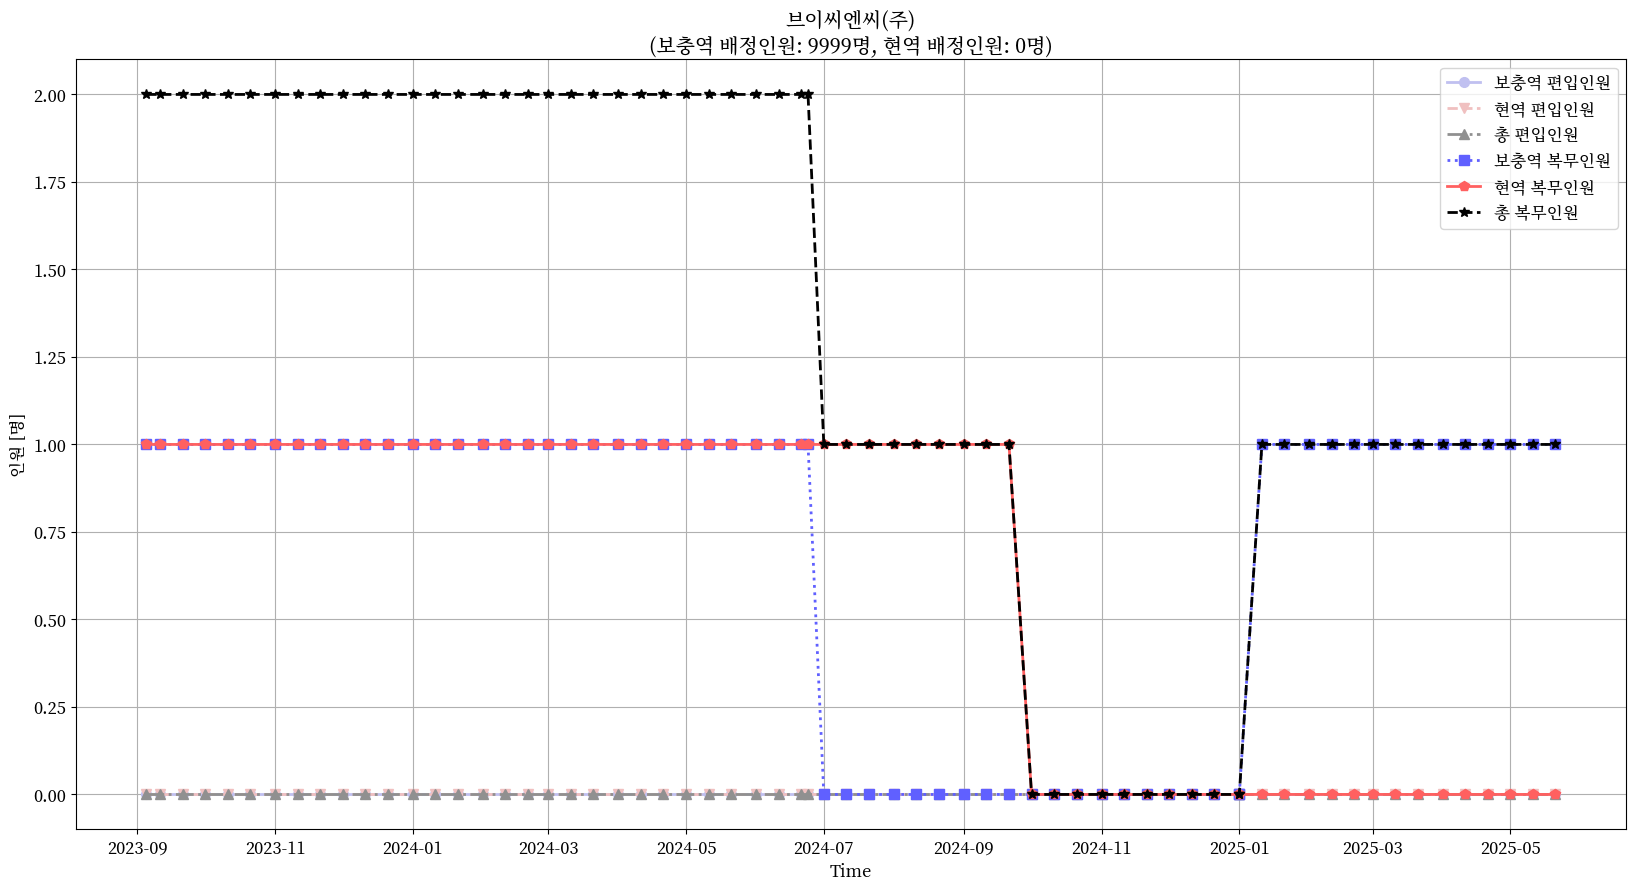 브이씨엔씨(주)
(보충역 배정인원: 9999명, 현역 배정인원: 0명)
보충역 편입인원
현역 편입인원
총 편입인원
보충역 복무인원
현역 복무인원
총 복무인원
인원 [명]
2.00
1.75
1.50
1.25
1.00
0.75
0.50
0.25
0.00
2023-09 2023-11 2024-01 2024-03 2024-05 2024-07 2024-09 2024-11 2025-01 2025-03 2025-05
Time